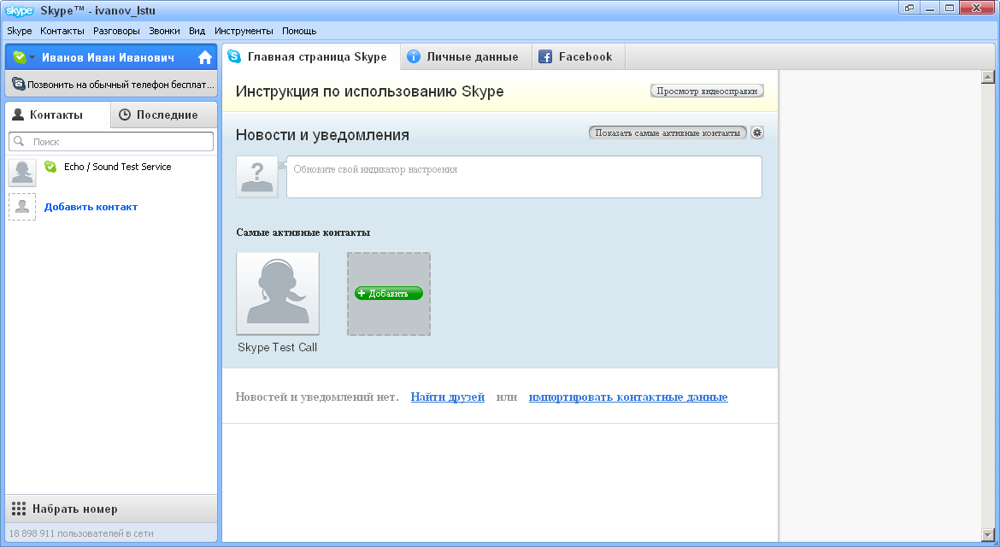 skype Skype™ - ivanov_lstu
Skype Контакты Разговоры Звонки Вид Инструменты Помощь
Иванов Иван Иванович
Позвонить на обычный телефон бесплат...
Контакты Последние
Поиск
Echo / Sound Test Service
Добавить контакт
Набрать номер
18 898 911 пользователей в сети
Главная страница Skype Личные данные Facebook
Инструкция по использованию Skype Просмотр видеосправки
Новости и уведомления Показать самые активные контакты
Обновите свой индикатор настроения
Самые активные контакты
Добавить
Skype Test Call
Новостей и уведомлений нет. Найти друзей или импортировать контактные данные